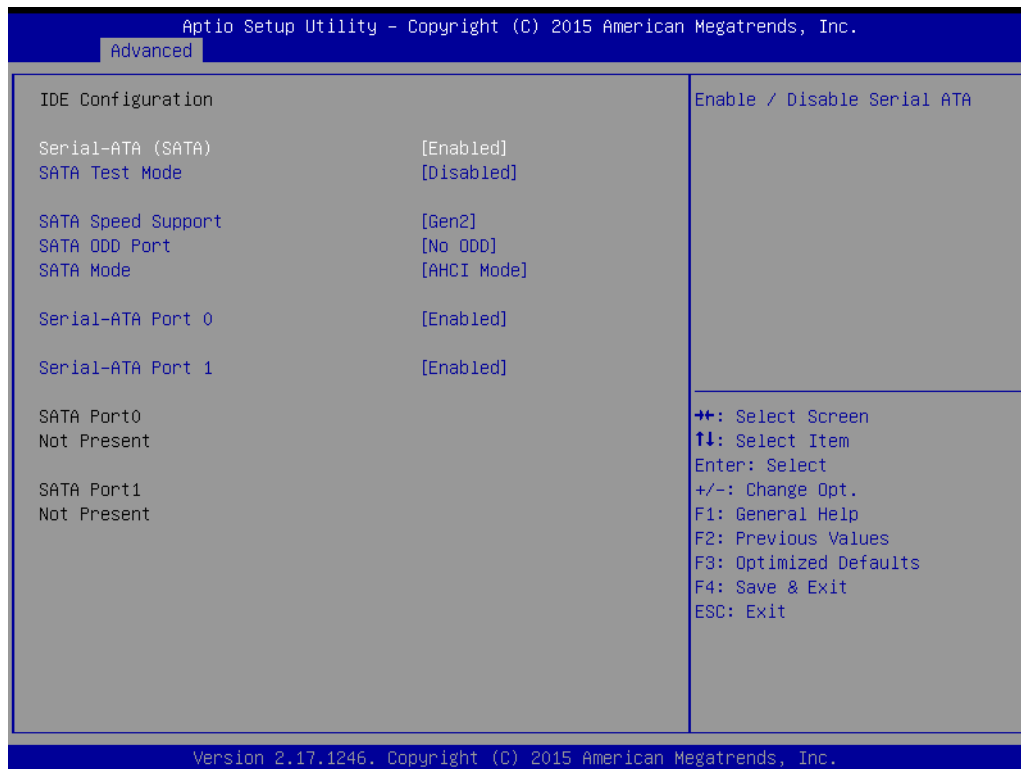 Aptio Setup Utility – Copyright (C) 2015 American Megatrends, Inc.
Advanced
IDE Configuration
Serial-ATA (SATA) [Enabled]
SATA Test Mode [Disabled]
SATA Speed Support [Gen2]
SATA ODD Port [No ODD]
SATA Mode [AHCI Mode]
Serial-ATA Port 0 [Enabled]
Serial-ATA Port 1 [Enabled]
SATA Port0
Not Present
SATA Port1
Not Present
Enable / Disable Serial ATA
→←: Select Screen
↑↓: Select Item
Enter: Select
+/-: Change Opt.
F1: General Help
F2: Previous Values
F3: Optimized Defaults
F4: Save & Exit
ESC: Exit
Version 2.17.1246. Copyright (C) 2015 American Megatrends, Inc.